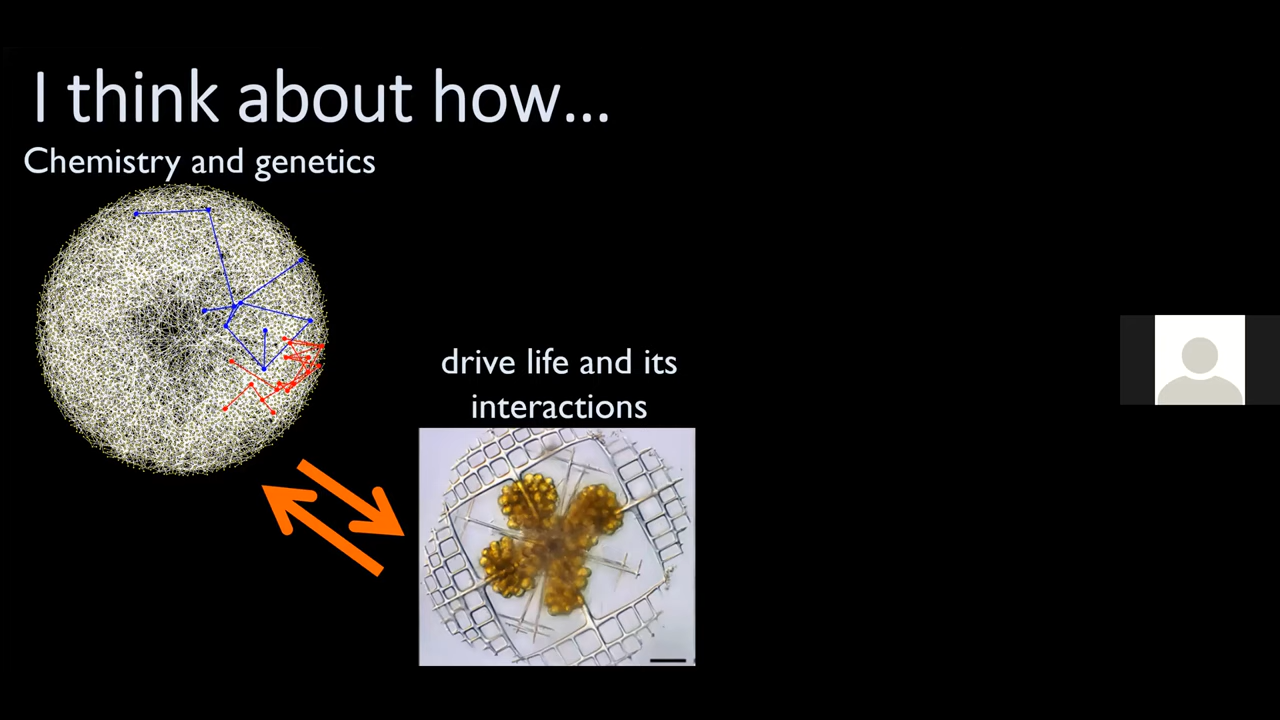 I think about how...
Chemistry and genetics
drive life and its
interactions